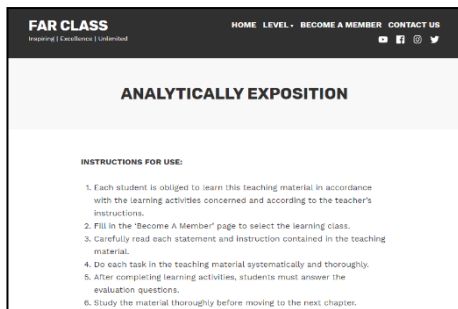 FAR CLASS
Inspiring | Excellence | Unlimited
HOME LEVEL BECOME A MEMBER CONTACT US
ANALYTICALLY EXPOSITION
INSTRUCTIONS FOR USE:
1. Each student is obliged to learn this teaching material in accordance
with the learning activities concerned and according to the teacher's
instructions.
2. Fill in the 'Become A Member' page to select the learning class.
3. Carefully read each statement and instruction contained in the teaching
material.
4. Do each task in the teaching material systematically and thoroughly.
5. After completing learning activities, students must answer the
evaluation questions.
6. Study the material thoroughly before moving to the next chapter.